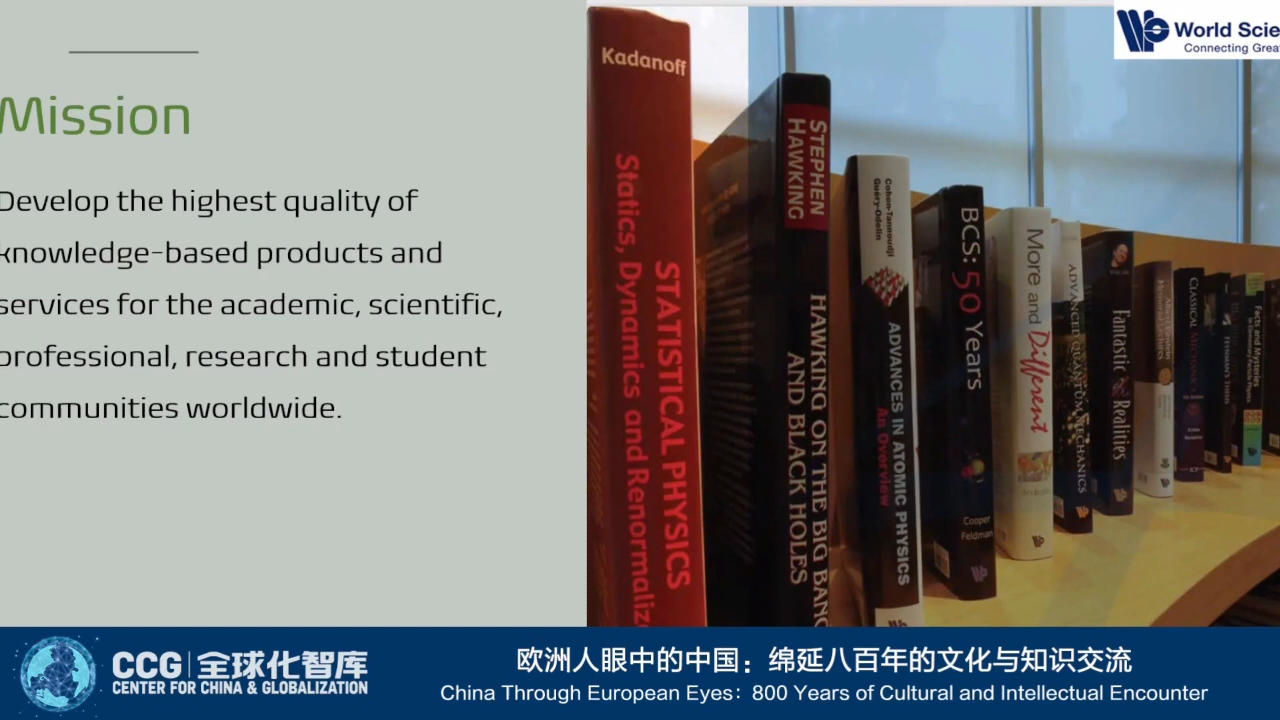 World Scie
Connecting Grea
Mission
Develop the highest quality of
knowledge-based products and
services for the academic, scientific,
professional, research and student
communities worldwide.
Kadanoff
STATISTICAL PHYSICS
Statics, Dynamics and Renormaliz
STEPHEN
HAWKING
HAWKING ON THE BIG BANG
AND BLACK HOLES
Cohen-Tannoudji
Guéry-Odelin
ADVANCES IN ATOMIC PHYSICS
An Overview
BCS: 50 Years
Cooper
Feldman
More and Different
ADVANCED QUANTUM MECHANICS
Fantastic Realities
CLASSICAL MECHANICS
FEYNMAN'S THESIS
Facts and Mysteries
CCG 全球化智库
CENTER FOR CHINA & GLOBALIZATION
欧洲人眼中的中国：绵延八百年的文化与知识交流
China Through European Eyes: 800 Years of Cultural and Intellectual Encounter